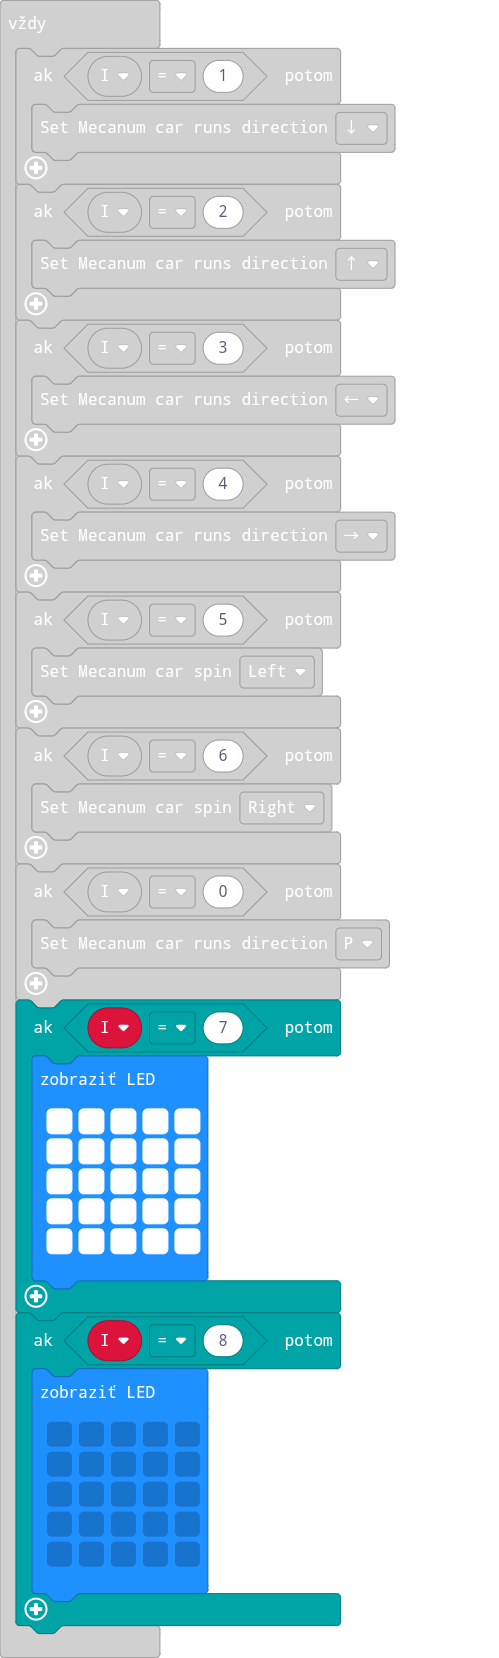 vždy
ak I = 1 potom
Set Mecanum car runs direction ↓
ak I = 2 potom
Set Mecanum car runs direction ↑
ak I = 3 potom
Set Mecanum car runs direction ←
ak I = 4 potom
Set Mecanum car runs direction →
ak I = 5 potom
Set Mecanum car spin Left
ak I = 6 potom
Set Mecanum car spin Right
ak I = 0 potom
Set Mecanum car runs direction P
ak I = 7 potom
zobraziť LED
ak I = 8 potom
zobraziť LED